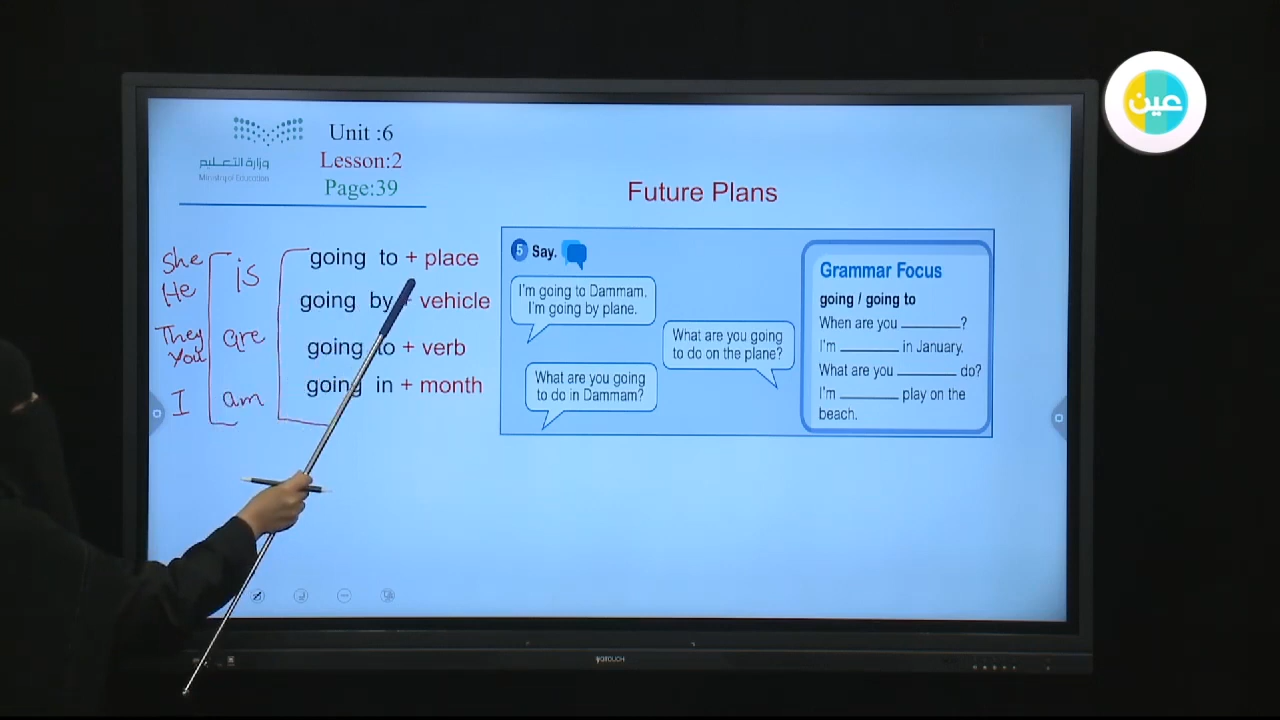 عين
وزارة التعليم
Ministry of Education
Unit :6
Lesson:2
Page:39
Future Plans
She
He
They
You
I
is
are
am
going to + place
going by + vehicle
going to + verb
going in + month
5 Say.
I'm going to Dammam.
I'm going by plane.
What are you going
to do on the plane?
What are you going
to do in Dammam?
Grammar Focus
going / going to
When are you ________?
I'm ________ in January.
What are you ________ do?
I'm ________ play on the
beach.
YQTOUCH